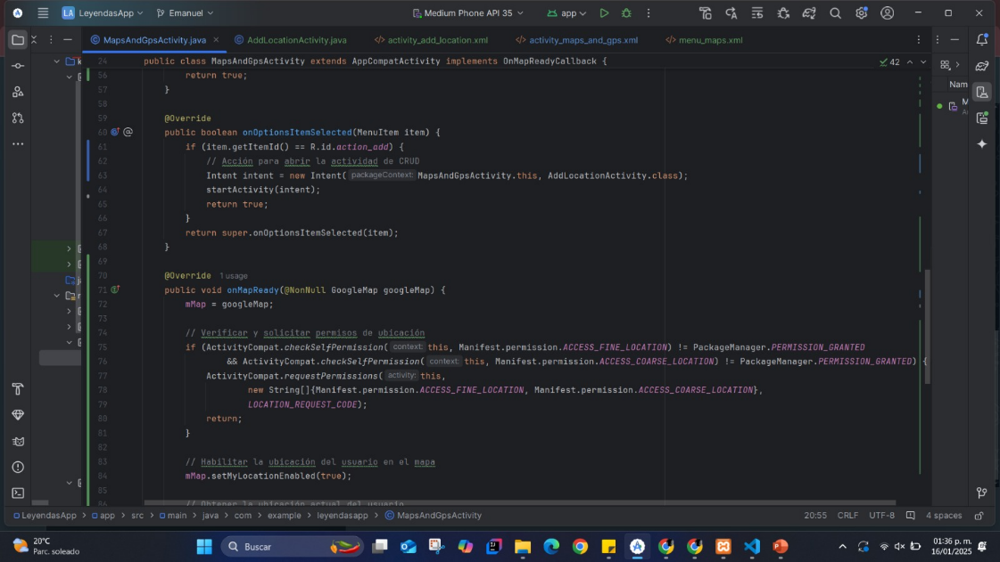 LA LeyendasApp Emanuel Medium Phone API 35 app
MapsAndGpsActivity.java AddLocationActivity.java activity_add_location.xml activity_maps_and_gps.xml menu_maps.xml
24 public class MapsAndGpsActivity extends AppCompatActivity implements OnMapReadyCallback { 42
56 return true;
57 }
58
59 @Override
60 public boolean onOptionsItemSelected(MenuItem item) {
61 if (item.getItemId() == R.id.action_add) {
62 // Acción para abrir la actividad de CRUD
63 Intent intent = new Intent( packageContext: MapsAndGpsActivity.this, AddLocationActivity.class);
64 startActivity(intent);
65 return true;
66 }
67 return super.onOptionsItemSelected(item);
68 }
69
70 @Override 1 usage
71 public void onMapReady(@NonNull GoogleMap googleMap) {
72 mMap = googleMap;
73
74 // Verificar y solicitar permisos de ubicación
75 if (ActivityCompat.checkSelfPermission( context: this, Manifest.permission.ACCESS_FINE_LOCATION) != PackageManager.PERMISSION_GRANTED
76 && ActivityCompat.checkSelfPermission( context: this, Manifest.permission.ACCESS_COARSE_LOCATION) != PackageManager.PERMISSION_GRANTED) {
77 ActivityCompat.requestPermissions( activity: this,
78 new String[]{Manifest.permission.ACCESS_FINE_LOCATION, Manifest.permission.ACCESS_COARSE_LOCATION},
79 LOCATION_REQUEST_CODE);
80 return;
81 }
82
83 // Habilitar la ubicación del usuario en el mapa
84 mMap.setMyLocationEnabled(true);
85
86 // Obtener la ubicación actual del usuario
Nam
LeyendasApp > app > src > main > java > com > example > leyendasapp > MapsAndGpsActivity 20:55 CRLF UTF-8 4 spaces
20°C
Parc. soleado
Buscar
01:36 p. m.
16/01/2025